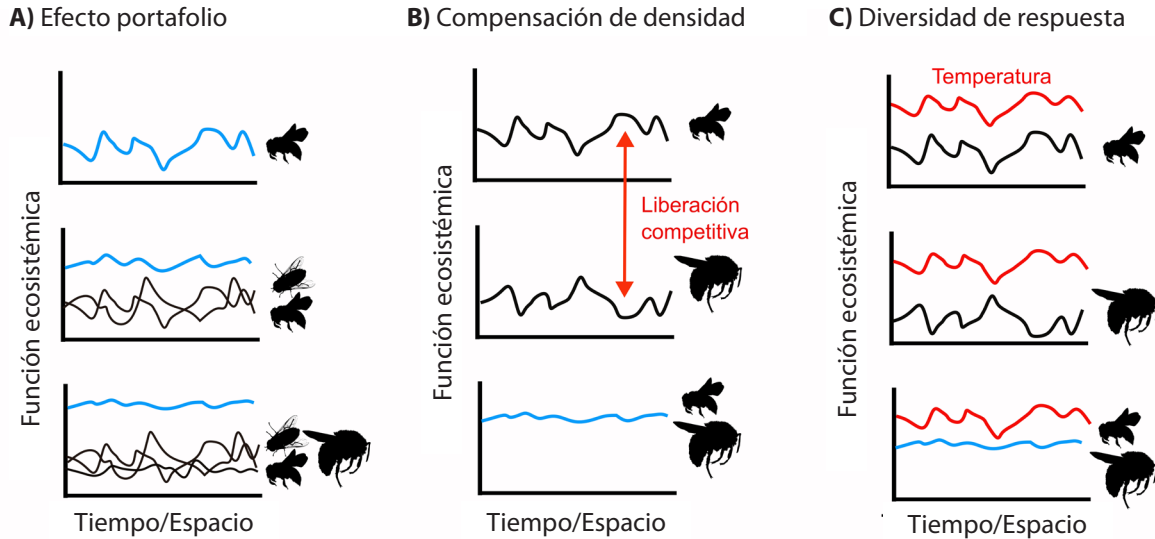 A) Efecto portafolio
Función ecosistémica
Tiempo/Espacio
B) Compensación de densidad
Función ecosistémica
Liberación
competitiva
Tiempo/Espacio
C) Diversidad de respuesta
Función ecosistémica
Temperatura
Tiempo/Espacio